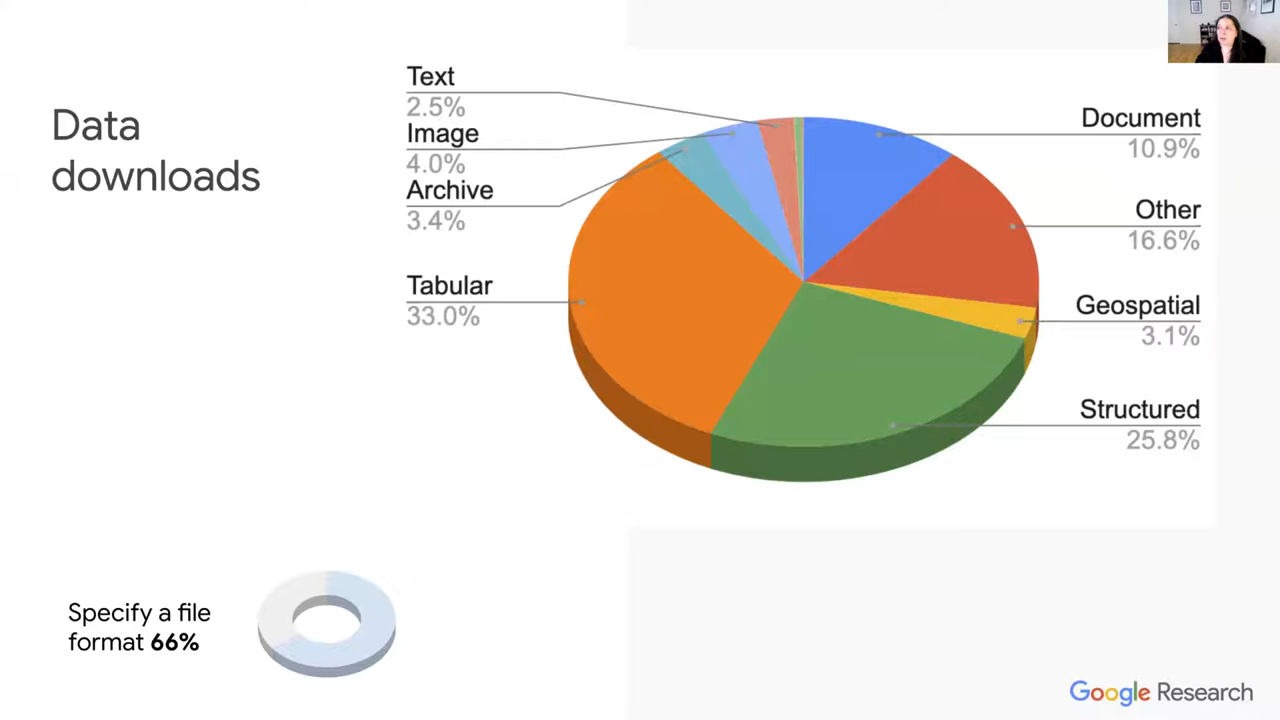 Data
downloads
Text
2.5%
Image
4.0%
Archive
3.4%
Tabular
33.0%
Document
10.9%
Other
16.6%
Geospatial
3.1%
Structured
25.8%
Specify a file
format 66%
Google Research